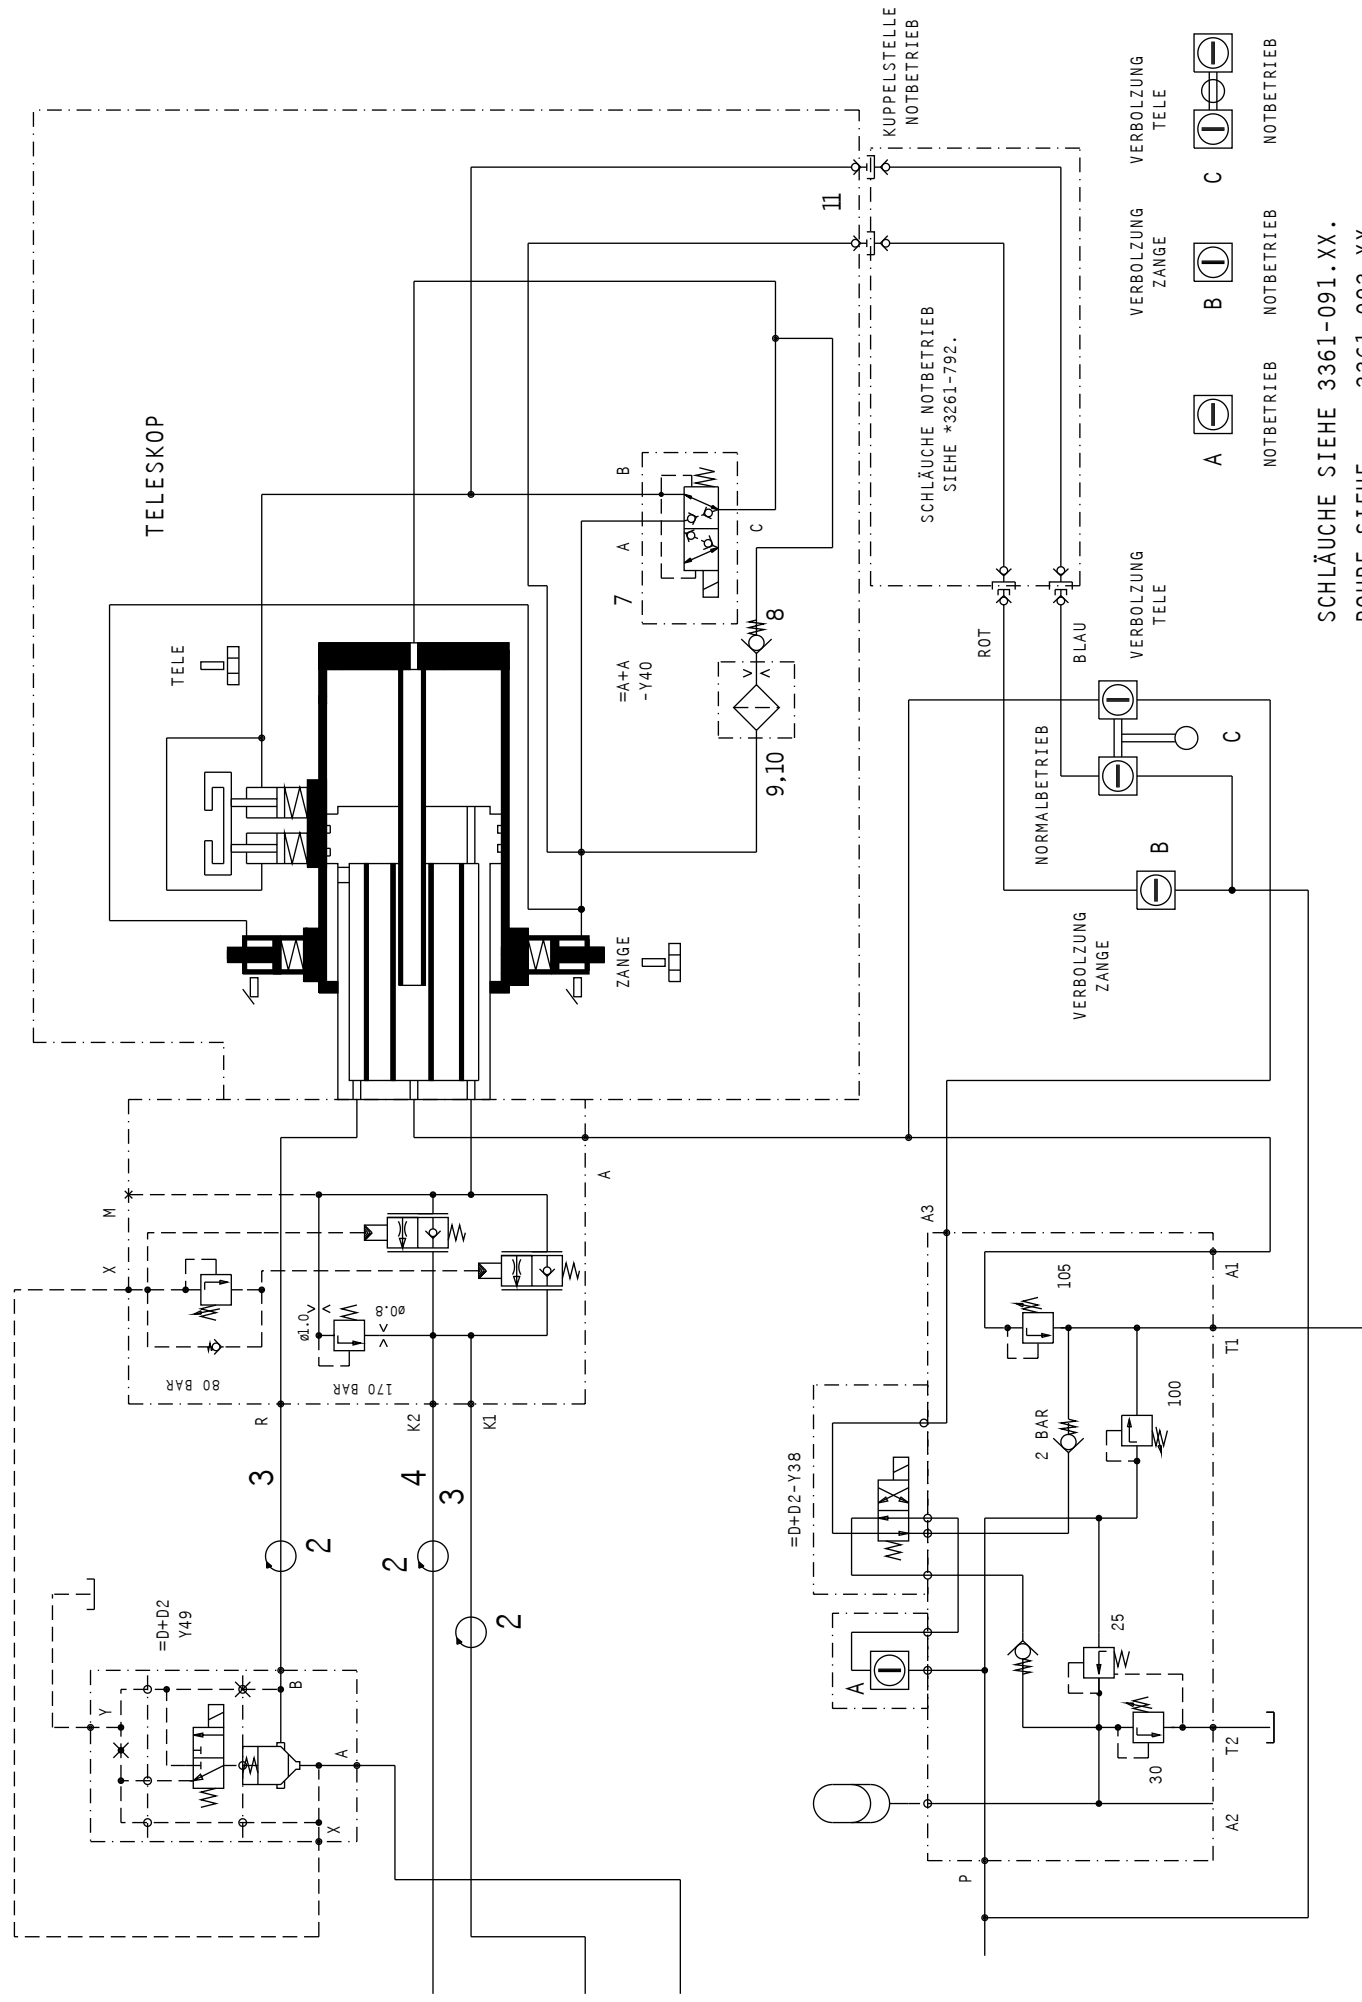 KUPPELSTELLE
NOTBETRIEB
TELESKOP
11
VERBOLZUNG
TELE
C
NOTBETRIEB
VERBOLZUNG
ZANGE
B
NOTBETRIEB
A
NOTBETRIEB
SCHLÄUCHE NOTBETRIEB
SIEHE *3261-792.
SCHLÄUCHE SIEHE 3361-091.XX.
B
A
C
7
8
=A+A
-Y40
9,10
TELE
ZANGE
ROT
BLAU
VERBOLZUNG
TELE
NORMALBETRIEB
C
B
VERBOLZUNG
ZANGE
M
X
A
ø1.0
ø0.8
80 BAR
170 BAR
R
K2
K1
3
4
3
2
2
2
=D+D2
Y49
Y
B
A
X
A3
A1
105
T1
100
2 BAR
=D+D2-Y38
A
25
30
T2
A2
P